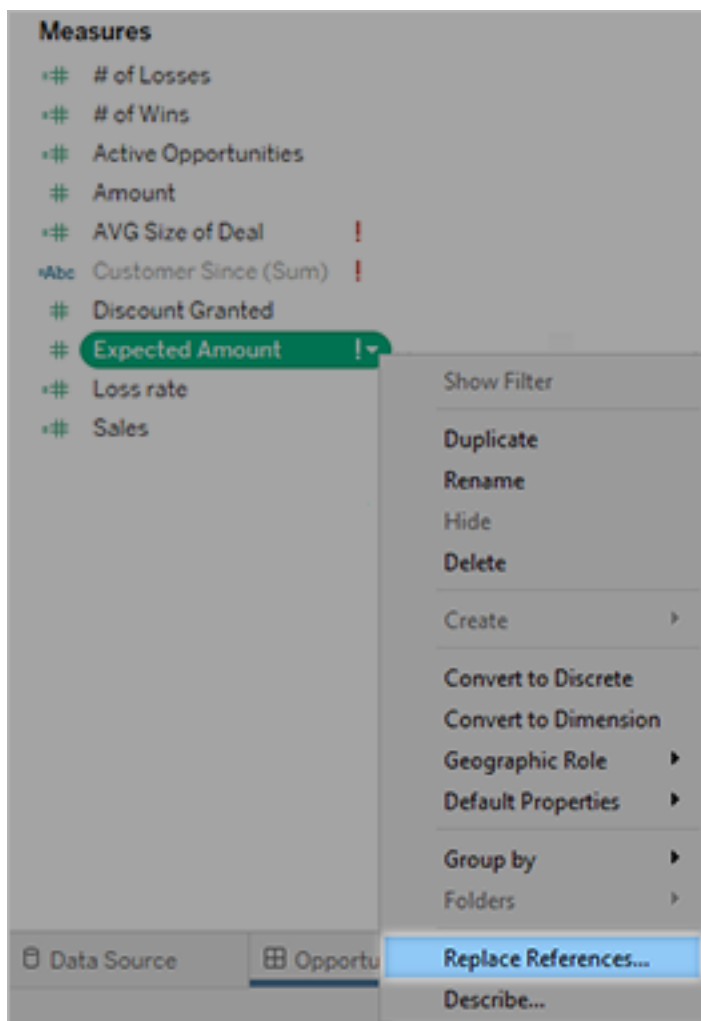 Measures
# of Losses
# of Wins
Active Opportunities
Amount
AVG Size of Deal !
Abc Customer Since (Sum) !
Discount Granted
Expected Amount !
Loss rate
Sales
Show Filter
Duplicate
Rename
Hide
Delete
Create
Convert to Discrete
Convert to Dimension
Geographic Role
Default Properties
Group by
Folders
Replace References...
Describe...
Data Source
Opportu